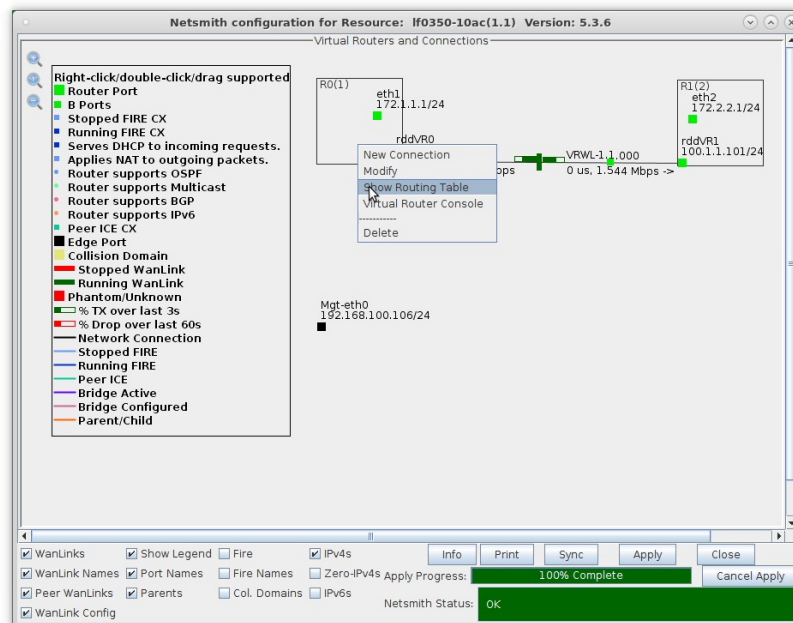 Netsmith configuration for Resource: lf0350-10ac(1.1) Version: 5.3.6
Virtual Routers and Connections
Right-click/double-click/drag supported
Router Port
B Ports
Stopped FIRE CX
Running FIRE CX
Serves DHCP to incoming requests.
Applies NAT to outgoing packets.
Router supports OSPF
Router supports Multicast
Router supports BGP
Router supports IPv6
Peer ICE CX
Edge Port
Collision Domain
Stopped WanLink
Running WanLink
Phantom/Unknown
% TX over last 3s
% Drop over last 60s
Network Connection
Stopped FIRE
Running FIRE
Peer ICE
Bridge Active
Bridge Configured
Parent/Child
R0(1)
eth1
172.1.1.1/24
rddVR0
New Connection
Modify
Show Routing Table
Virtual Router Console
-----------
Delete
VRWL-1.1.000
0 us, 1.544 Mbps ->
R1(2)
eth2
172.2.2.1/24
rddVR1
100.1.1.101/24
Mgt-eth0
192.168.100.106/24
WanLinks Show Legend Fire IPv4s Info Print Sync Apply Close
WanLink Names Port Names Fire Names Zero-IPv4s Apply Progress: 100% Complete Cancel Apply
Peer WanLinks Parents Col. Domains IPv6s Netsmith Status: OK
WanLink Config